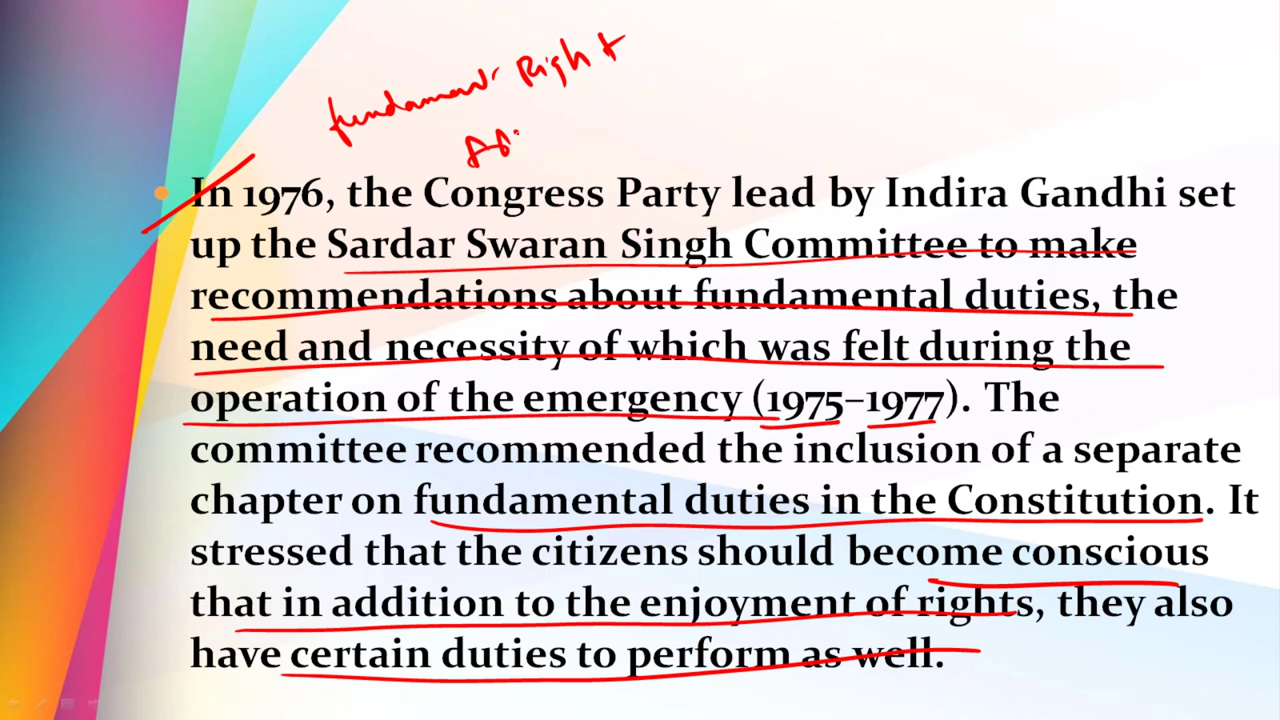 Right
In 1976, the Congress Party lead by Indira Gandhi set
up the Sardar Swaran Singh Committee to make
recommendations about fundamental duties, the
need and necessity of which was felt during the
operation of the emergency (1975–1977). The
committee recommended the inclusion of a separate
chapter on fundamental duties in the Constitution. It
stressed that the citizens should become conscious
that in addition to the enjoyment of rights, they also
have certain duties to perform as well.